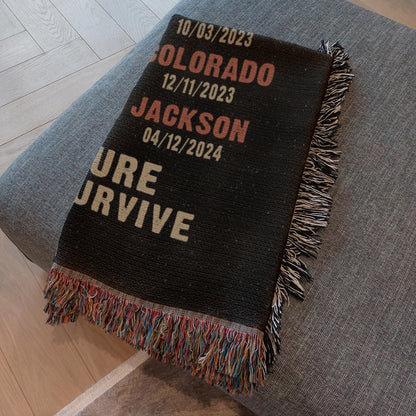 10/03/2023
COLORADO
12/11/2023
JACKSON
04/12/2024
URE
URVIVE